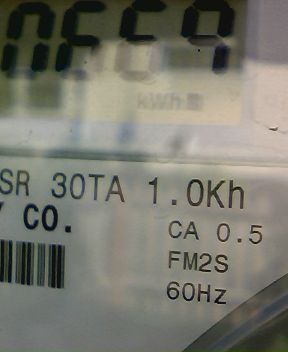 kWh
SR 30TA 1.0Kh
Y CO.
CA 0.5
FM2S
60Hz